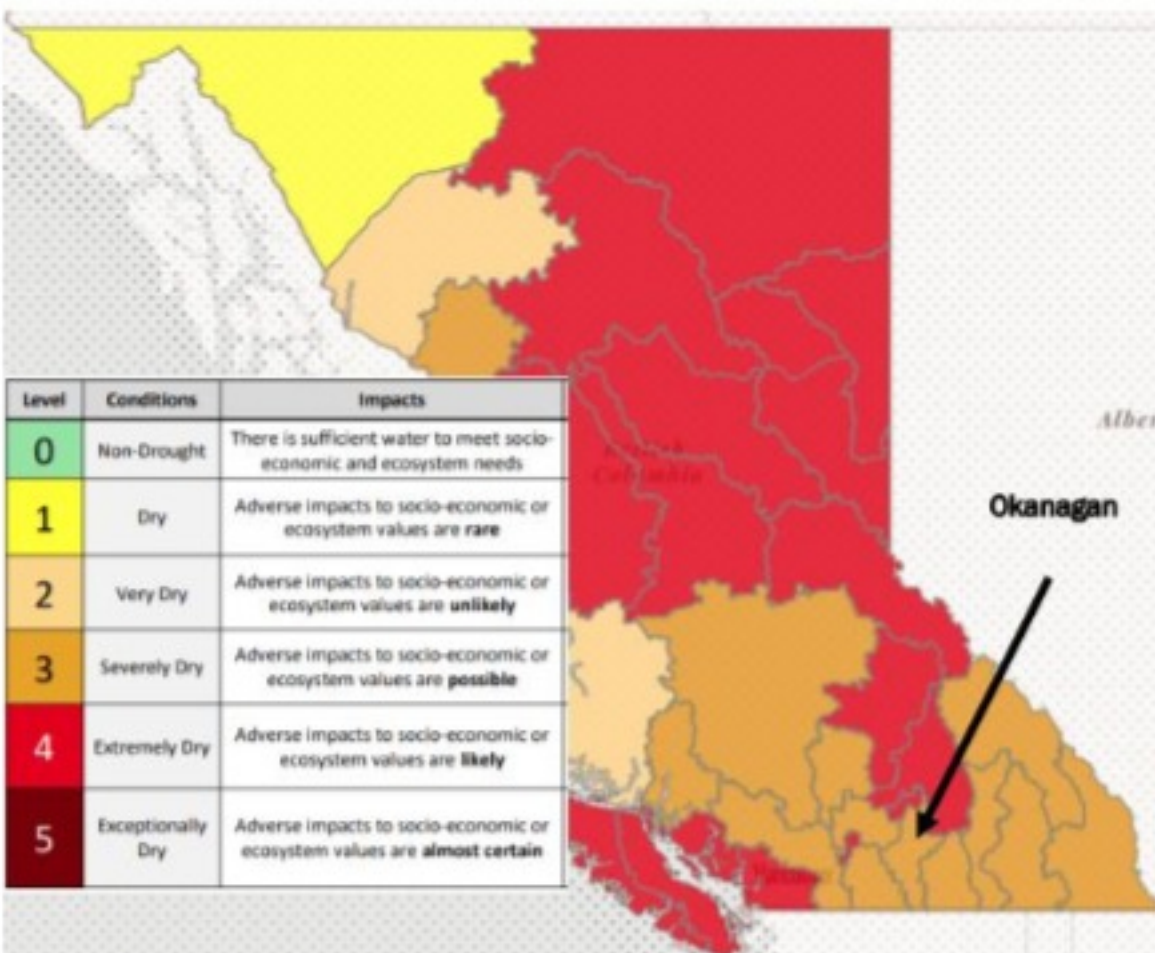 Alber
British
Columbia
Okanagan
Level Conditions Impacts
0 Non-Drought There is sufficient water to meet socio-
economic and ecosystem needs
1 Dry Adverse impacts to socio-economic or
ecosystem values are rare
2 Very Dry Adverse impacts to socio-economic or
ecosystem values are unlikely
3 Severely Dry Adverse impacts to socio-economic or
ecosystem values are possible
4 Extremely Dry Adverse impacts to socio-economic or
ecosystem values are likely
5 Exceptionally
Dry Adverse impacts to socio-economic or
ecosystem values are almost certain